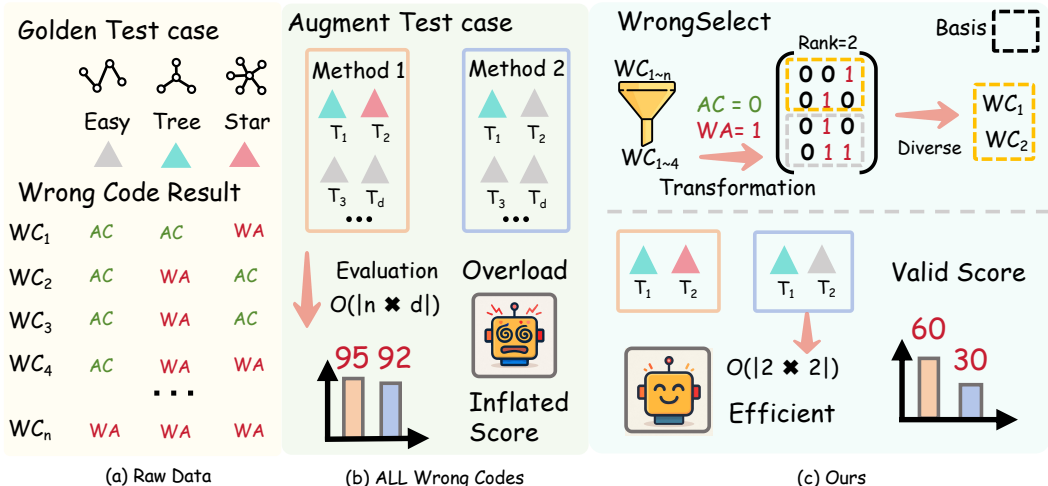 Golden Test case
Easy Tree Star
Wrong Code Result
WC1 AC AC WA
WC2 AC WA AC
WC3 AC WA AC
WC4 AC WA WA
...
WCn WA WA WA
(a) Raw Data
Augment Test case
Method 1 Method 2
T1 T2 T1 T2
T3 Td T3 Td
... ...
Evaluation
O(|n ✖ d|)
Overload
95 92
Inflated
Score
(b) ALL Wrong Codes
WrongSelect
Basis
Rank=2
WC1~n
AC = 0
WA= 1
WC1~4
Transformation
0 0 1
0 1 0
0 1 0
0 1 1
Diverse
WC1
WC2
T1 T2 T1 T2
Valid Score
O(|2 ✖ 2|)
Efficient
60
30
(c) Ours